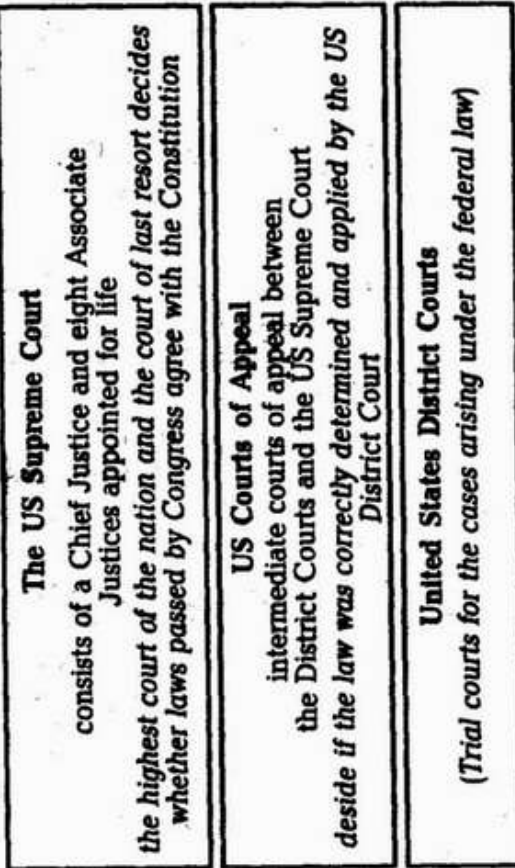 The US Supreme Court
consists of a Chief Justice and eight Associate
Justices appointed for life
the highest court of the nation and the court of last resort decides
whether laws passed by Congress agree with the Constitution
US Courts of Appeal
intermediate courts of appeal between
the District Courts and the US Supreme Court
deside if the law was correctly determined and applied by the US
District Court
United States District Courts
(Trial courts for the cases arising under the federal law)